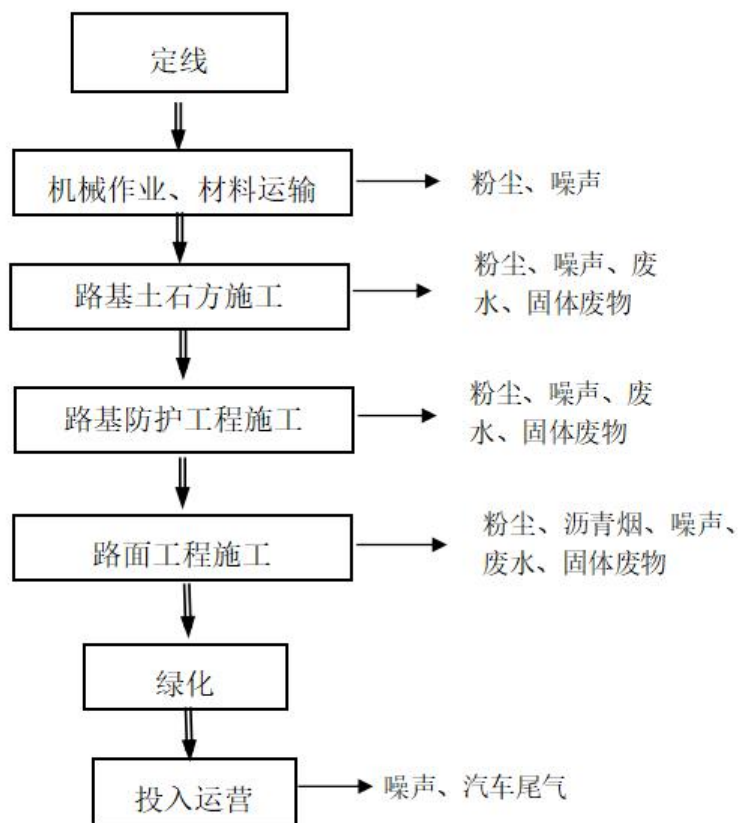 定线
机械作业、材料运输
粉尘、噪声
路基土石方施工
粉尘、噪声、废
水、固体废物
路基防护工程施工
粉尘、噪声、废
水、固体废物
路面工程施工
粉尘、沥青烟、噪声、
废水、固体废物
绿化
投入运营
噪声、汽车尾气